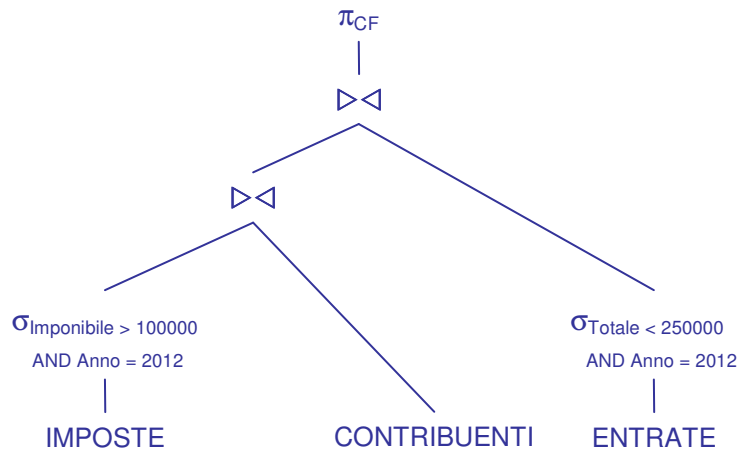 πCF
▷◁
▷◁
σImponibile > 100000
AND Anno = 2012
σTotale < 250000
AND Anno = 2012
IMPOSTE
CONTRIBUENTI
ENTRATE